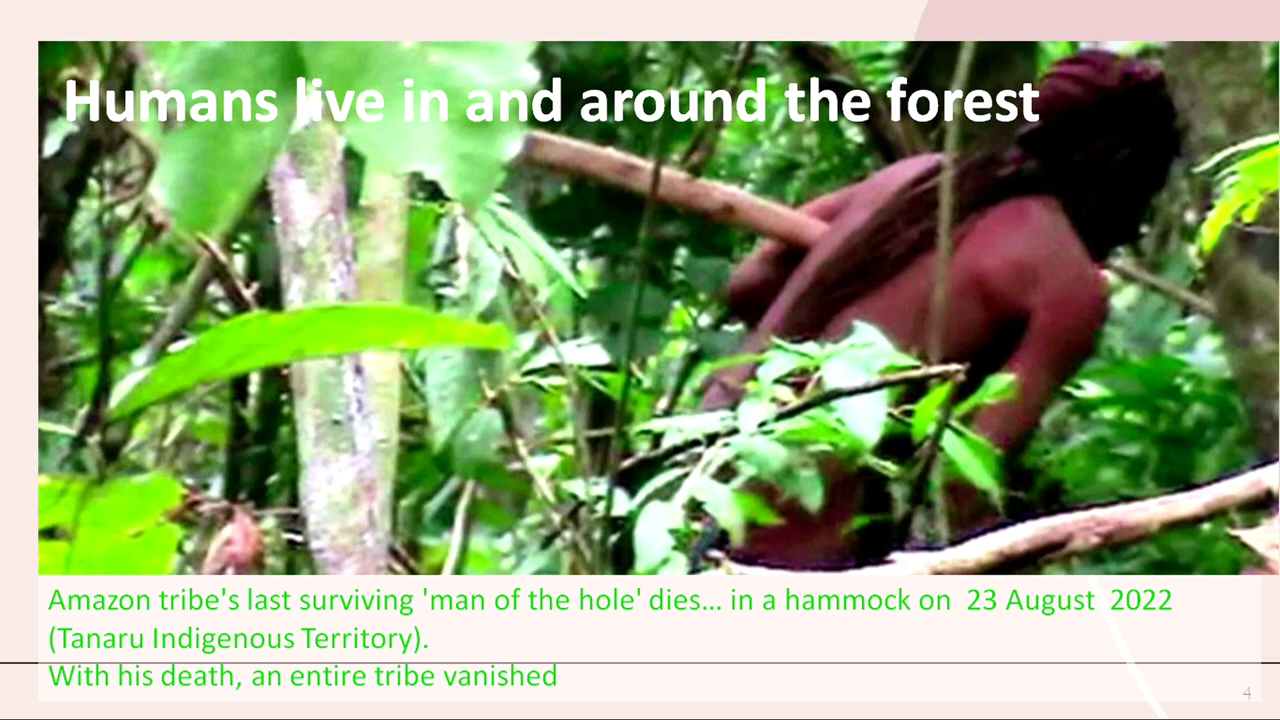 Humans live in and around the forest
Amazon tribe's last surviving 'man of the hole' dies… in a hammock on  23 August  2022
(Tanaru Indigenous Territory).
With his death, an entire tribe vanished
4